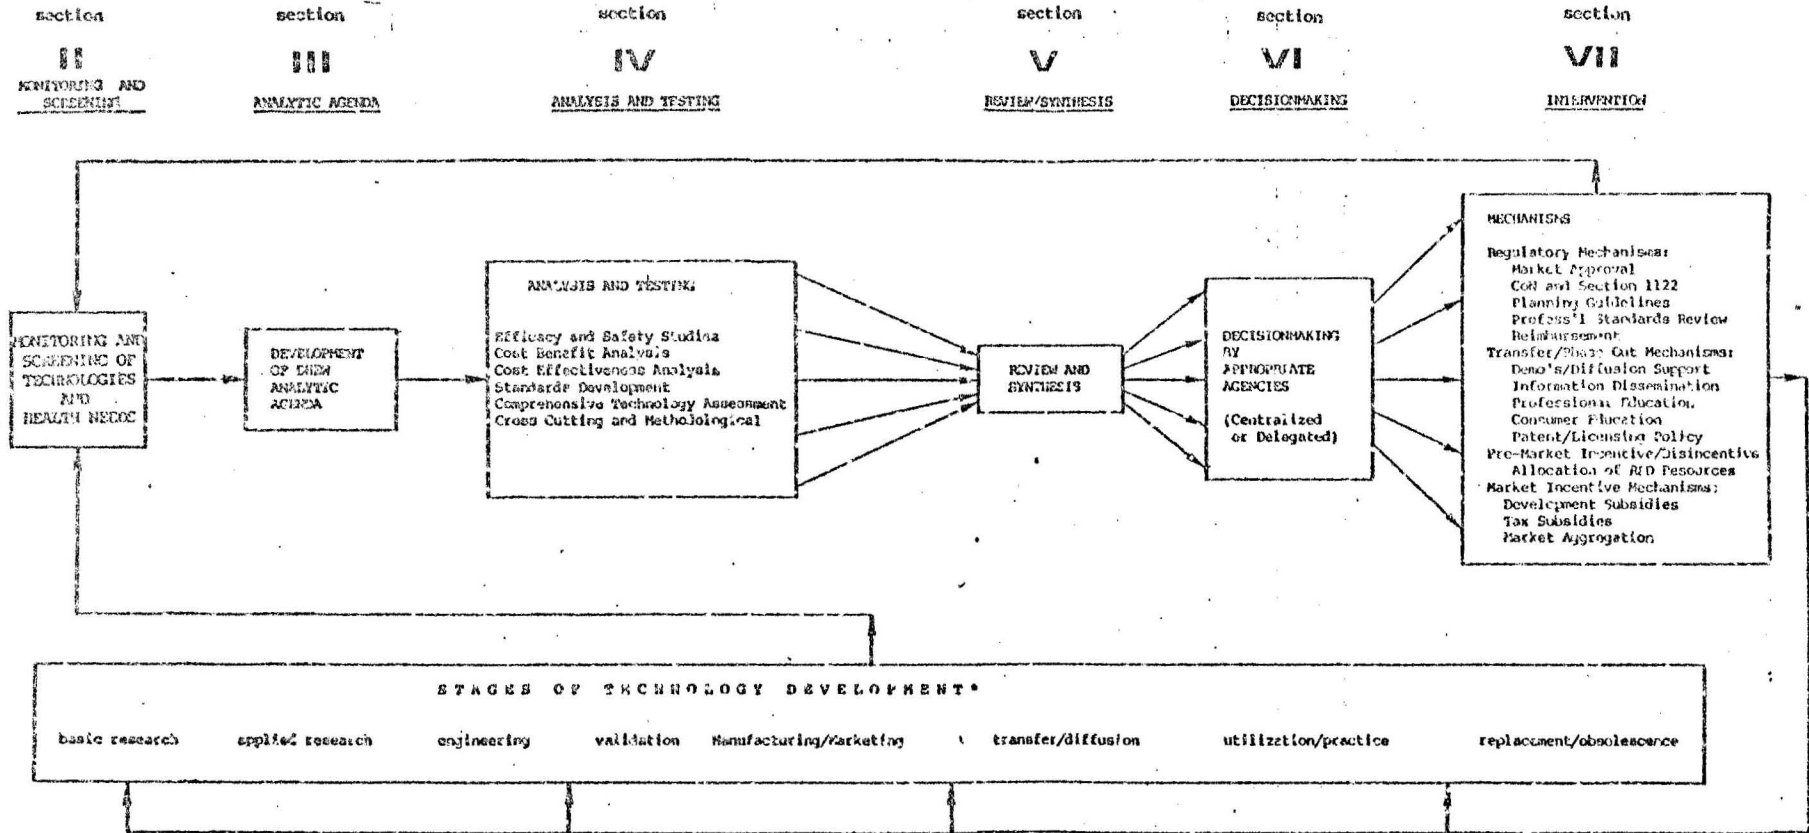 section section section section section section
II III IV V VI VII
MONITORING AND
SCREENING ANALYTIC AGENDA ANALYSIS AND TESTING REVIEW/SYNTHESIS DECISIONMAKING INTERVENTION
MONITORING AND
SCREENING OF
TECHNOLOGIES
AND
HEALTH NEEDS
DEVELOPMENT
OF DHEW
ANALYTIC
AGENDA
ANALYSIS AND TESTING
Efficacy and Safety Studies
Cost Benefit Analysis
Cost Effectiveness Analysis
Standards Development
Comprehensive Technology Assessment
Cross Cutting and Methodological
REVIEW AND
SYNTHESIS
DECISIONMAKING
BY
APPROPRIATE
AGENCIES
(Centralized
or Delegated)
MECHANISMS
Regulatory Mechanisms:
Market Approval
CoN and Section 1122
Planning Guidelines
Profess'l Standards Review
Reimbursement
Transfer/Phase Out Mechanisms:
Demo's/Diffusion Support
Information Dissemination
Professional Education
Consumer Education
Patent/Licensing Policy
Pre-Market Incentive/Disincentive
Allocation of R/D Resources
Market Incentive Mechanisms:
Development Subsidies
Tax Subsidies
Market Aggrogation
STAGES OF TECHNOLOGY DEVELOPMENT*
basic research applied research engineering validation Manufacturing/Marketing transfer/diffusion utilization/practice replacment/obsolescence